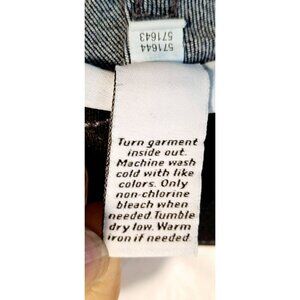 571644
571643
Turn garment
inside out.
Machine wash
cold with like
colors. Only
non-chlorine
bleach when
needed. Tumble
dry low. Warm
iron if needed.